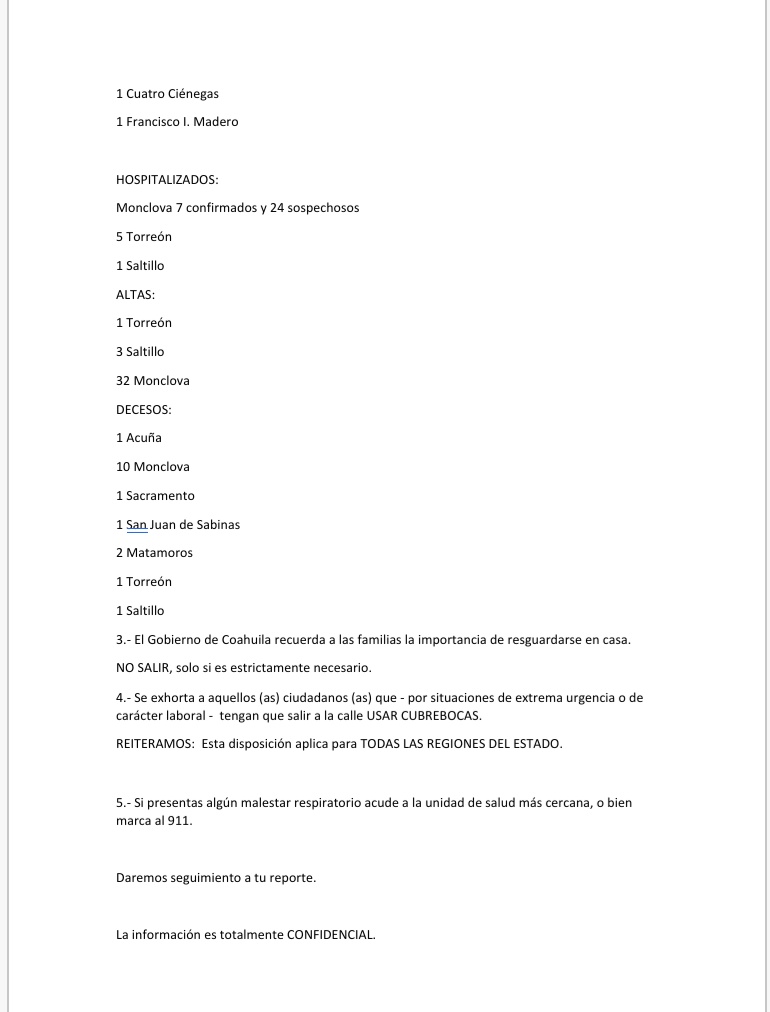 1 Cuatro Ciénegas
1 Francisco I. Madero
HOSPITALIZADOS:
Monclova 7 confirmados y 24 sospechosos
5 Torreón
1 Saltillo
ALTAS:
1 Torreón
3 Saltillo
32 Monclova
DECESOS:
1 Acuña
10 Monclova
1 Sacramento
1 San Juan de Sabinas
2 Matamoros
1 Torreón
1 Saltillo
3.- El Gobierno de Coahuila recuerda a las familias la importancia de resguardarse en casa.
NO SALIR, solo si es estrictamente necesario.
4.- Se exhorta a aquellos (as) ciudadanos (as) que - por situaciones de extrema urgencia o de
carácter laboral -  tengan que salir a la calle USAR CUBREBOCAS.
REITERAMOS:  Esta disposición aplica para TODAS LAS REGIONES DEL ESTADO.
5.- Si presentas algún malestar respiratorio acude a la unidad de salud más cercana, o bien
marca al 911.
Daremos seguimiento a tu reporte.
La información es totalmente CONFIDENCIAL.